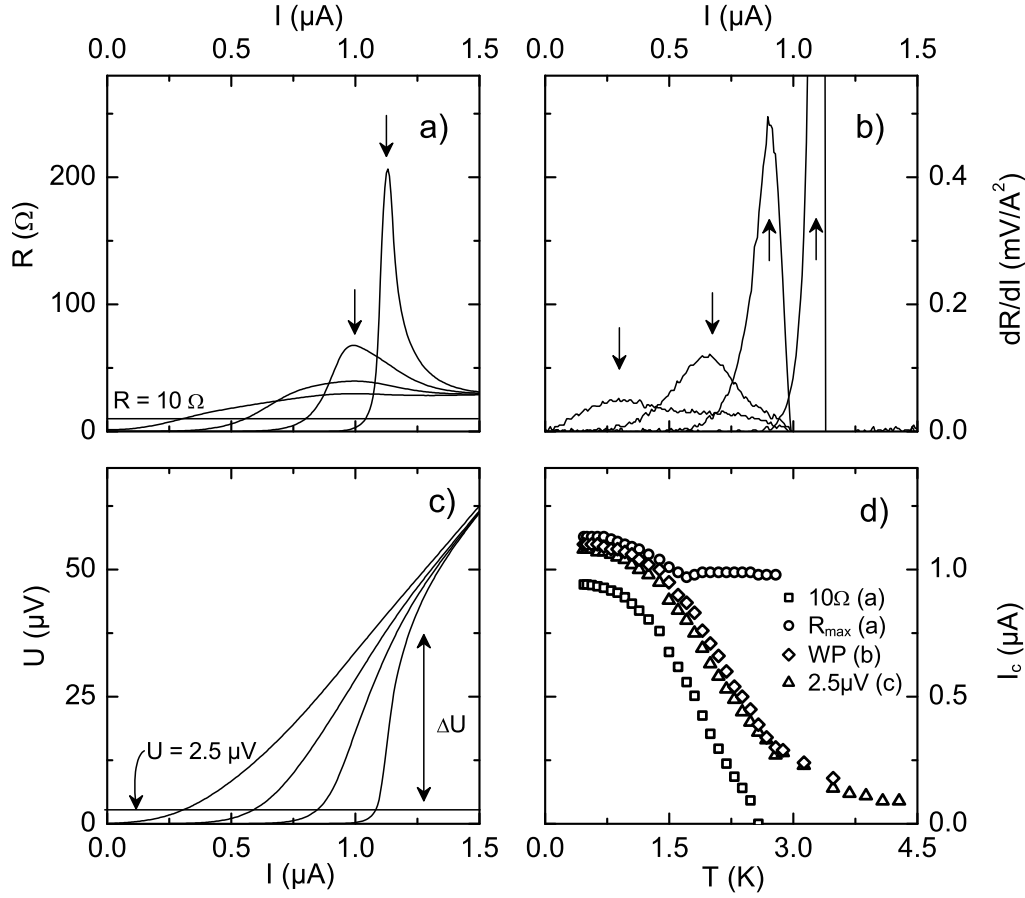 I (µA)
I (µA)
0.0 0.5 1.0 1.5
0.0 0.5 1.0 1.5
a)
b)
200
100
0
R (Ω)
R = 10 Ω
0.4
0.2
0.0
dR/dI (mV/A²)
c)
d)
50
25
0
U (µV)
U = 2.5 µV
ΔU
1.0
0.5
0.0
I_c (µA)
10Ω (a)
R_max (a)
WP (b)
2.5µV (c)
0.0 0.5 1.0 1.5
0.0 1.5 3.0 4.5
I (µA)
T (K)